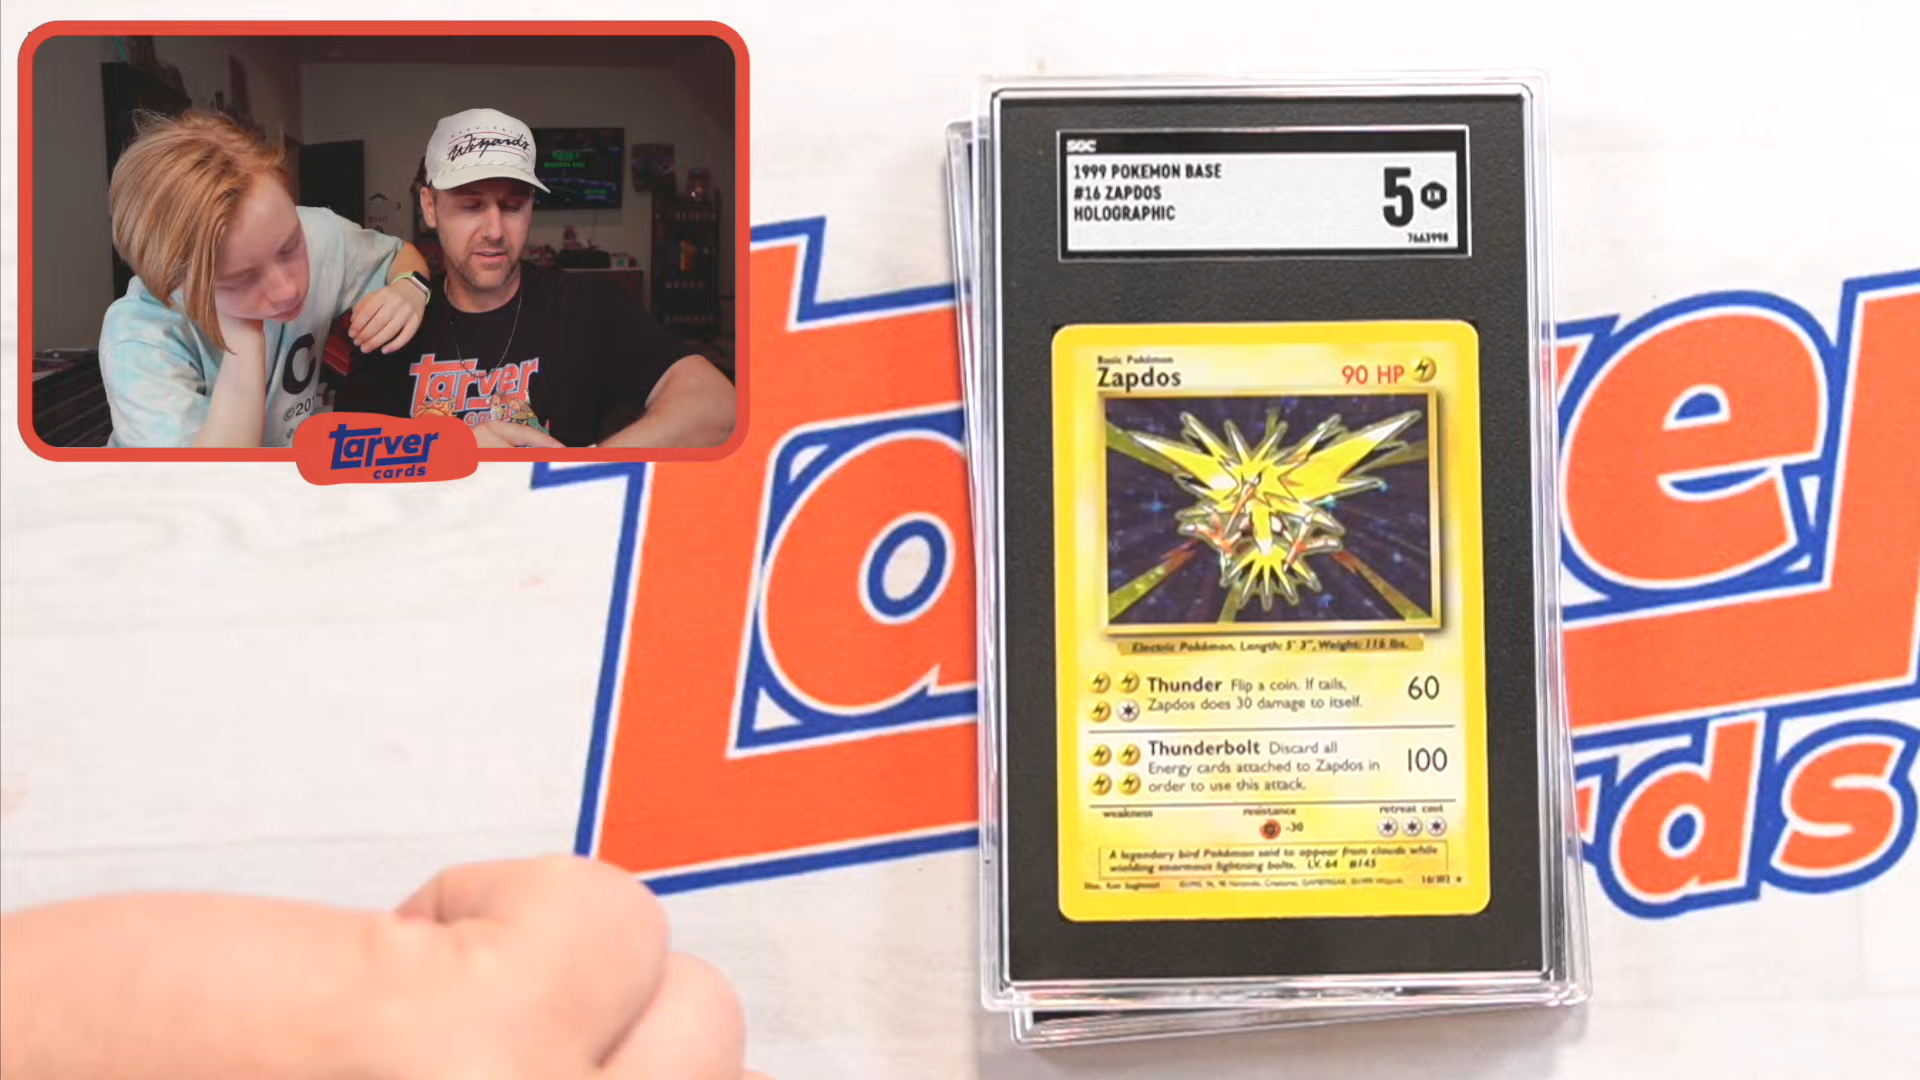 Wizards
tarver
cards
©20
tarver
cards
SGC
1999 POKEMON BASE
#16 ZAPDOS
HOLOGRAPHIC
5
EX
7663998
Basic Pokémon
Zapdos
90 HP
Electric Pokémon. Length: 5' 3", Weight: 116 lbs.
Thunder Flip a coin. If tails,
Zapdos does 30 damage to itself.
60
Thunderbolt Discard all
Energy cards attached to Zapdos in
order to use this attack.
100
weakness
resistance
retreat cost
-30
A legendary bird Pokémon said to appear from clouds while
wielding enormous lightning bolts. LV. 64 #145
16/102